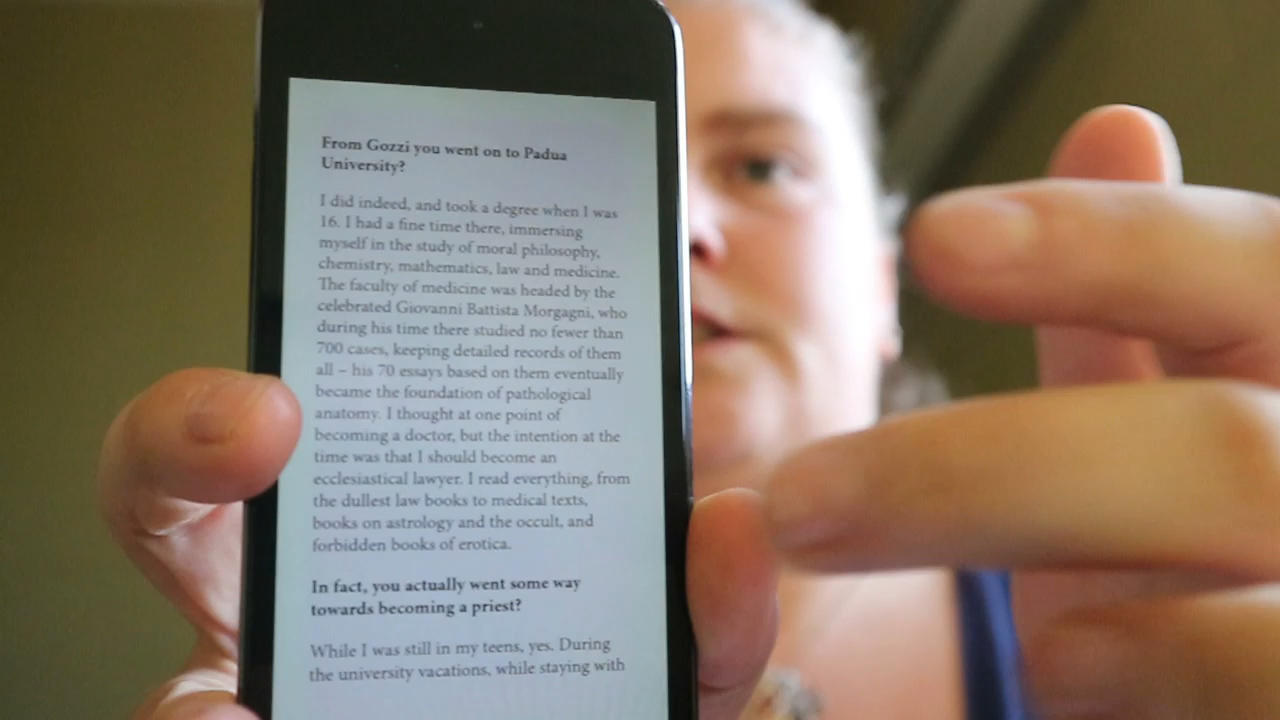 From Gozzi you went on to Padua
University?
I did indeed, and took a degree when I was
16. I had a fine time there, immersing
myself in the study of moral philosophy,
chemistry, mathematics, law and medicine.
The faculty of medicine was headed by the
celebrated Giovanni Battista Morgagni, who
during his time there studied no fewer than
700 cases, keeping detailed records of them
all – his 70 essays based on them eventually
became the foundation of pathological
anatomy. I thought at one point of
becoming a doctor, but the intention at the
time was that I should become an
ecclesiastical lawyer. I read everything, from
the dullest law books to medical texts,
books on astrology and the occult, and
forbidden books of erotica.
In fact, you actually went some way
towards becoming a priest?
While I was still in my teens, yes. During
the university vacations, while staying with